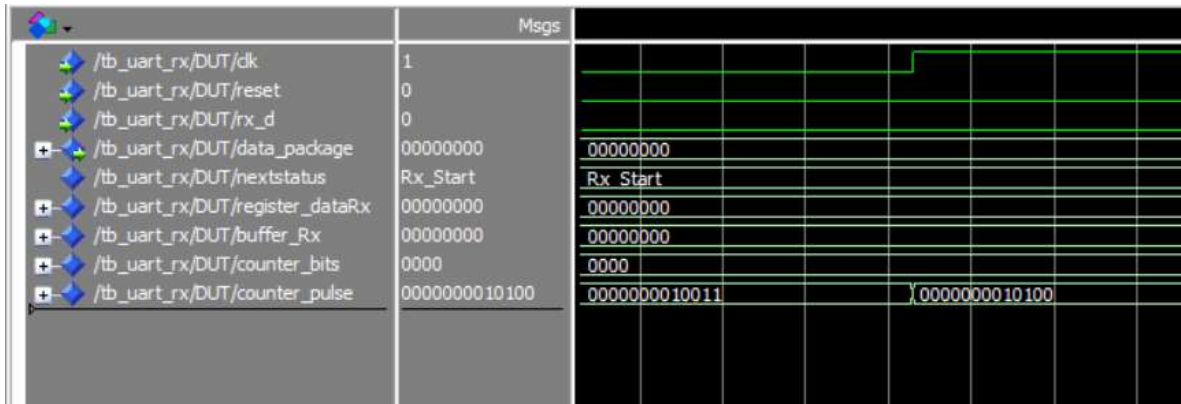 Msgs
/tb_uart_rx/DUT/clk 1
/tb_uart_rx/DUT/reset 0
/tb_uart_rx/DUT/rx_d 0
/tb_uart_rx/DUT/data_package 00000000 00000000
/tb_uart_rx/DUT/nextstatus Rx_Start Rx_Start
/tb_uart_rx/DUT/register_dataRx 00000000 00000000
/tb_uart_rx/DUT/buffer_Rx 00000000 00000000
/tb_uart_rx/DUT/counter_bits 0000 0000
/tb_uart_rx/DUT/counter_pulse 0000000010100 0000000010011 0000000010100